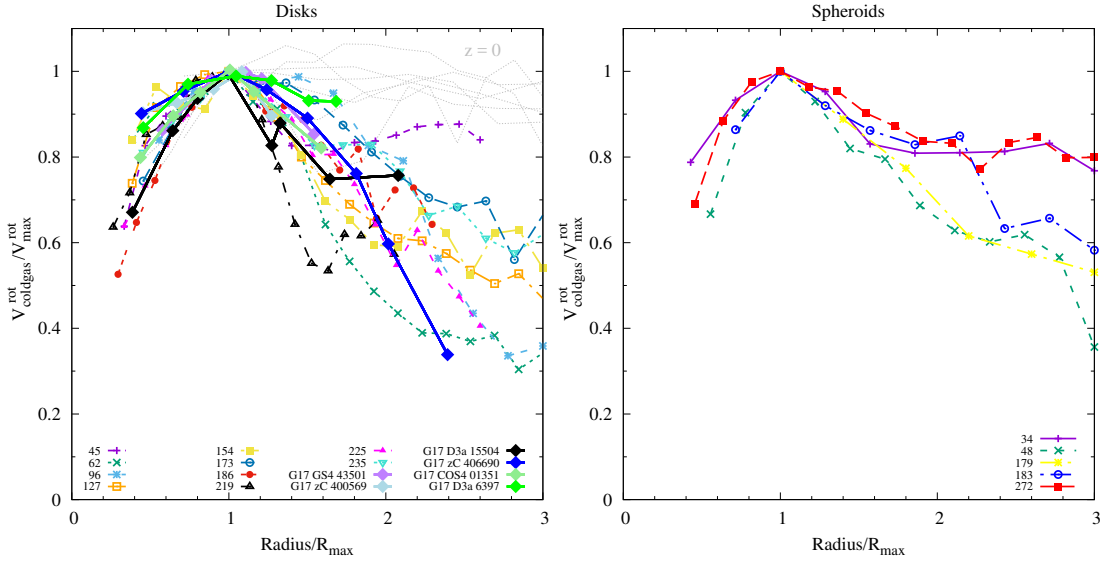 Disks
z = 0
V^rot_coldgas/V^rot_max
1
0.8
0.6
0.4
0.2
0
45
62
96
127
154
173
186
219
225
235
G17 GS4 43501
G17 zC 400569
G17 D3a 15504
G17 zC 406690
G17 COS4 01351
G17 D3a 6397
0 1 2 3
Radius/R_max
Spheroids
V^rot_coldgas/V^rot_max
1
0.8
0.6
0.4
0.2
0
34
48
179
183
272
0 1 2 3
Radius/R_max